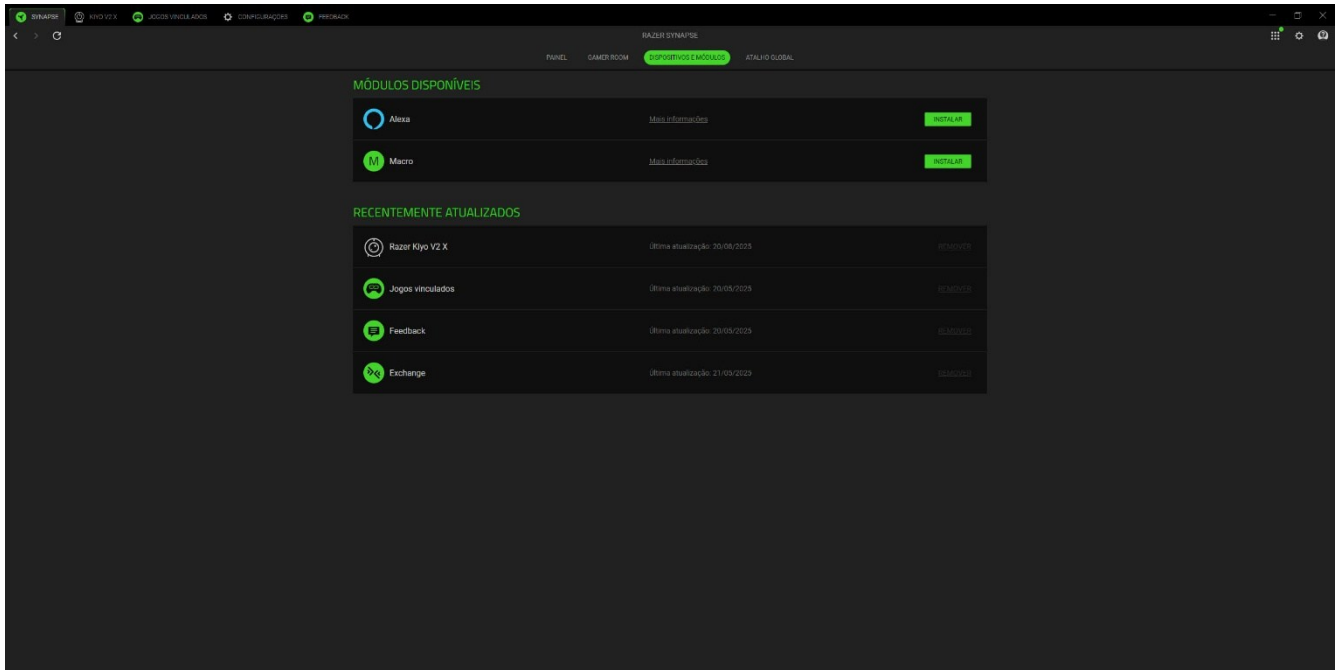 SYNAPSE KIYO V2 X JOGOS VINCULADOS CONFIGURAÇÕES FEEDBACK
RAZER SYNAPSE
PAINEL GAMER ROOM DISPOSITIVOS E MÓDULOS ATALHO GLOBAL
MÓDULOS DISPONÍVEIS
Alexa Mais informações INSTALAR
M Macro Mais informações INSTALAR
RECENTEMENTE ATUALIZADOS
Razer Kiyo V2 X Última atualização: 20/06/2025 REMOVER
Jogos vinculados Última atualização: 20/05/2025 REMOVER
Feedback Última atualização: 20/05/2025 REMOVER
Exchange Última atualização: 21/05/2025 REMOVER